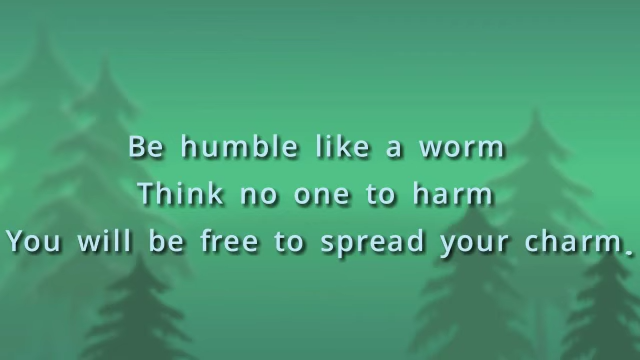 Be humble like a worm
Think no one to harm
You will be free to spread your charm.